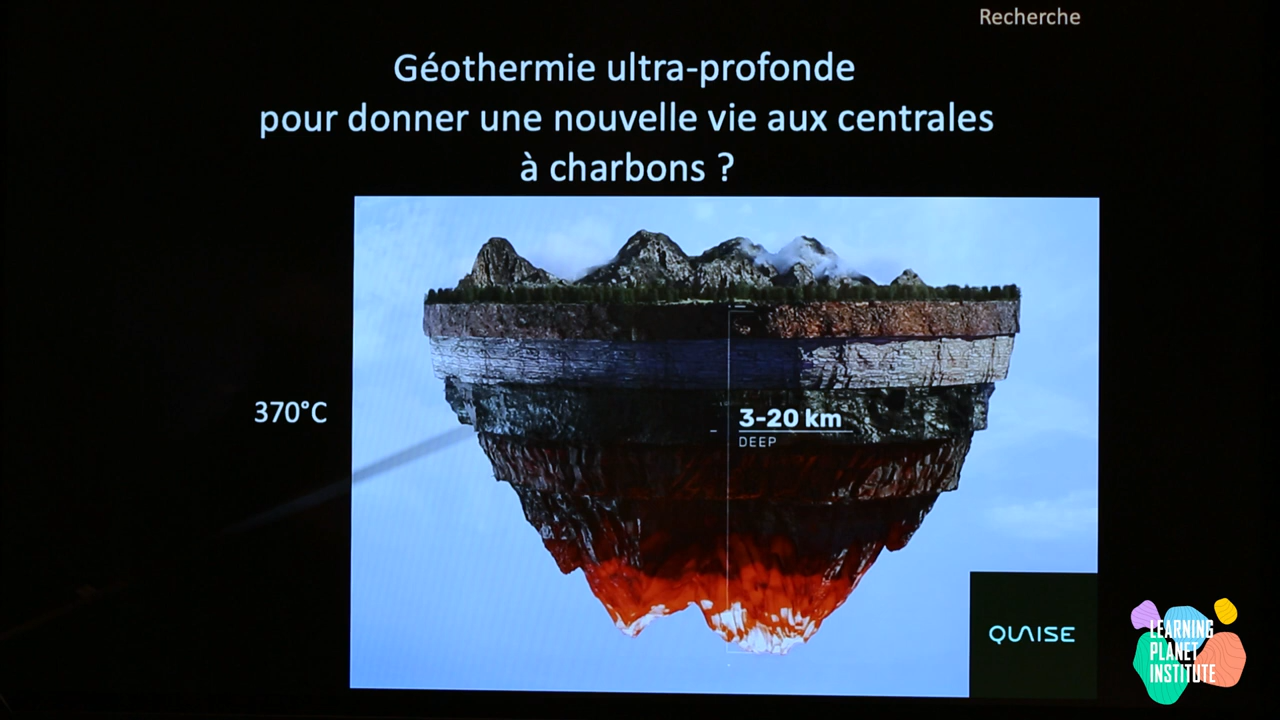 Recherche
Géothermie ultra-profonde
pour donner une nouvelle vie aux centrales
à charbons ?
370°C
3-20 km
DEEP
QUAISE
LEARNING
PLANET
INSTITUTE